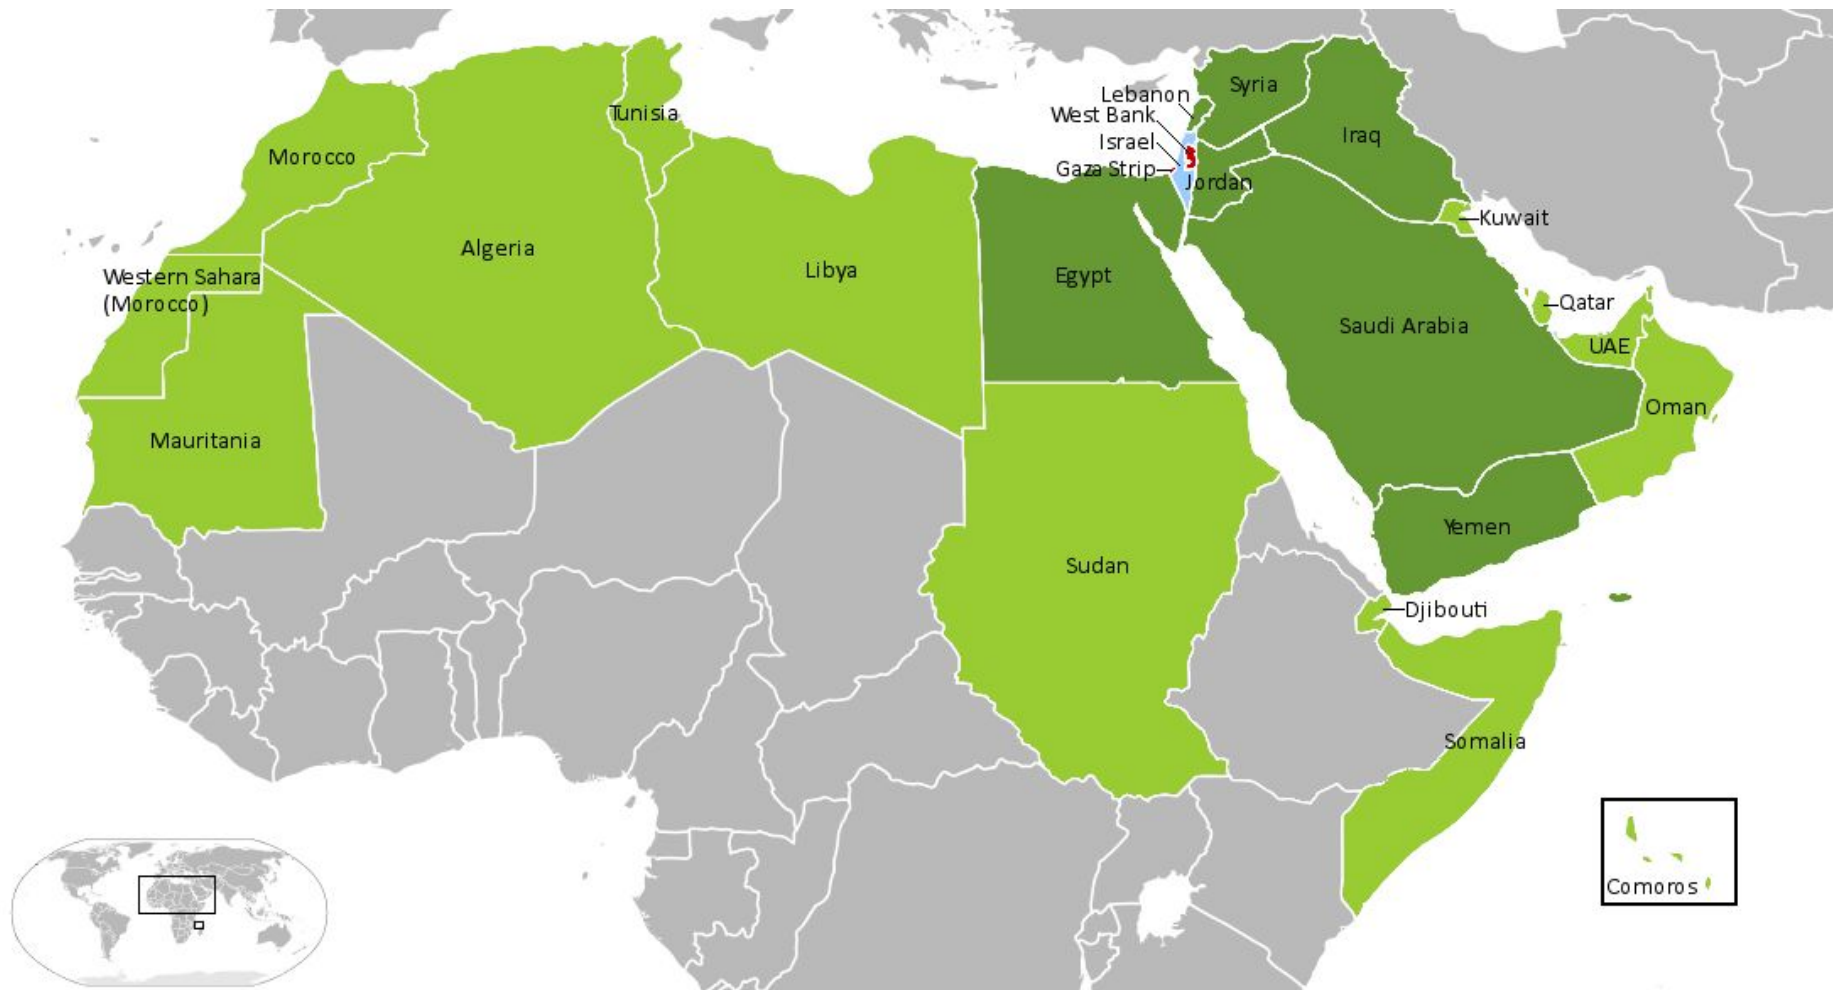 Syria
Lebanon
West Bank
Iraq
Tunisia
Israel
Morocco
Gaza Strip
Jordan
Kuwait
Algeria
Libya
Egypt
Western Sahara
(Morocco)
Qatar
Saudi Arabia
UAE
Oman
Mauritania
Yemen
Sudan
Djibouti
Somalia
Comoros